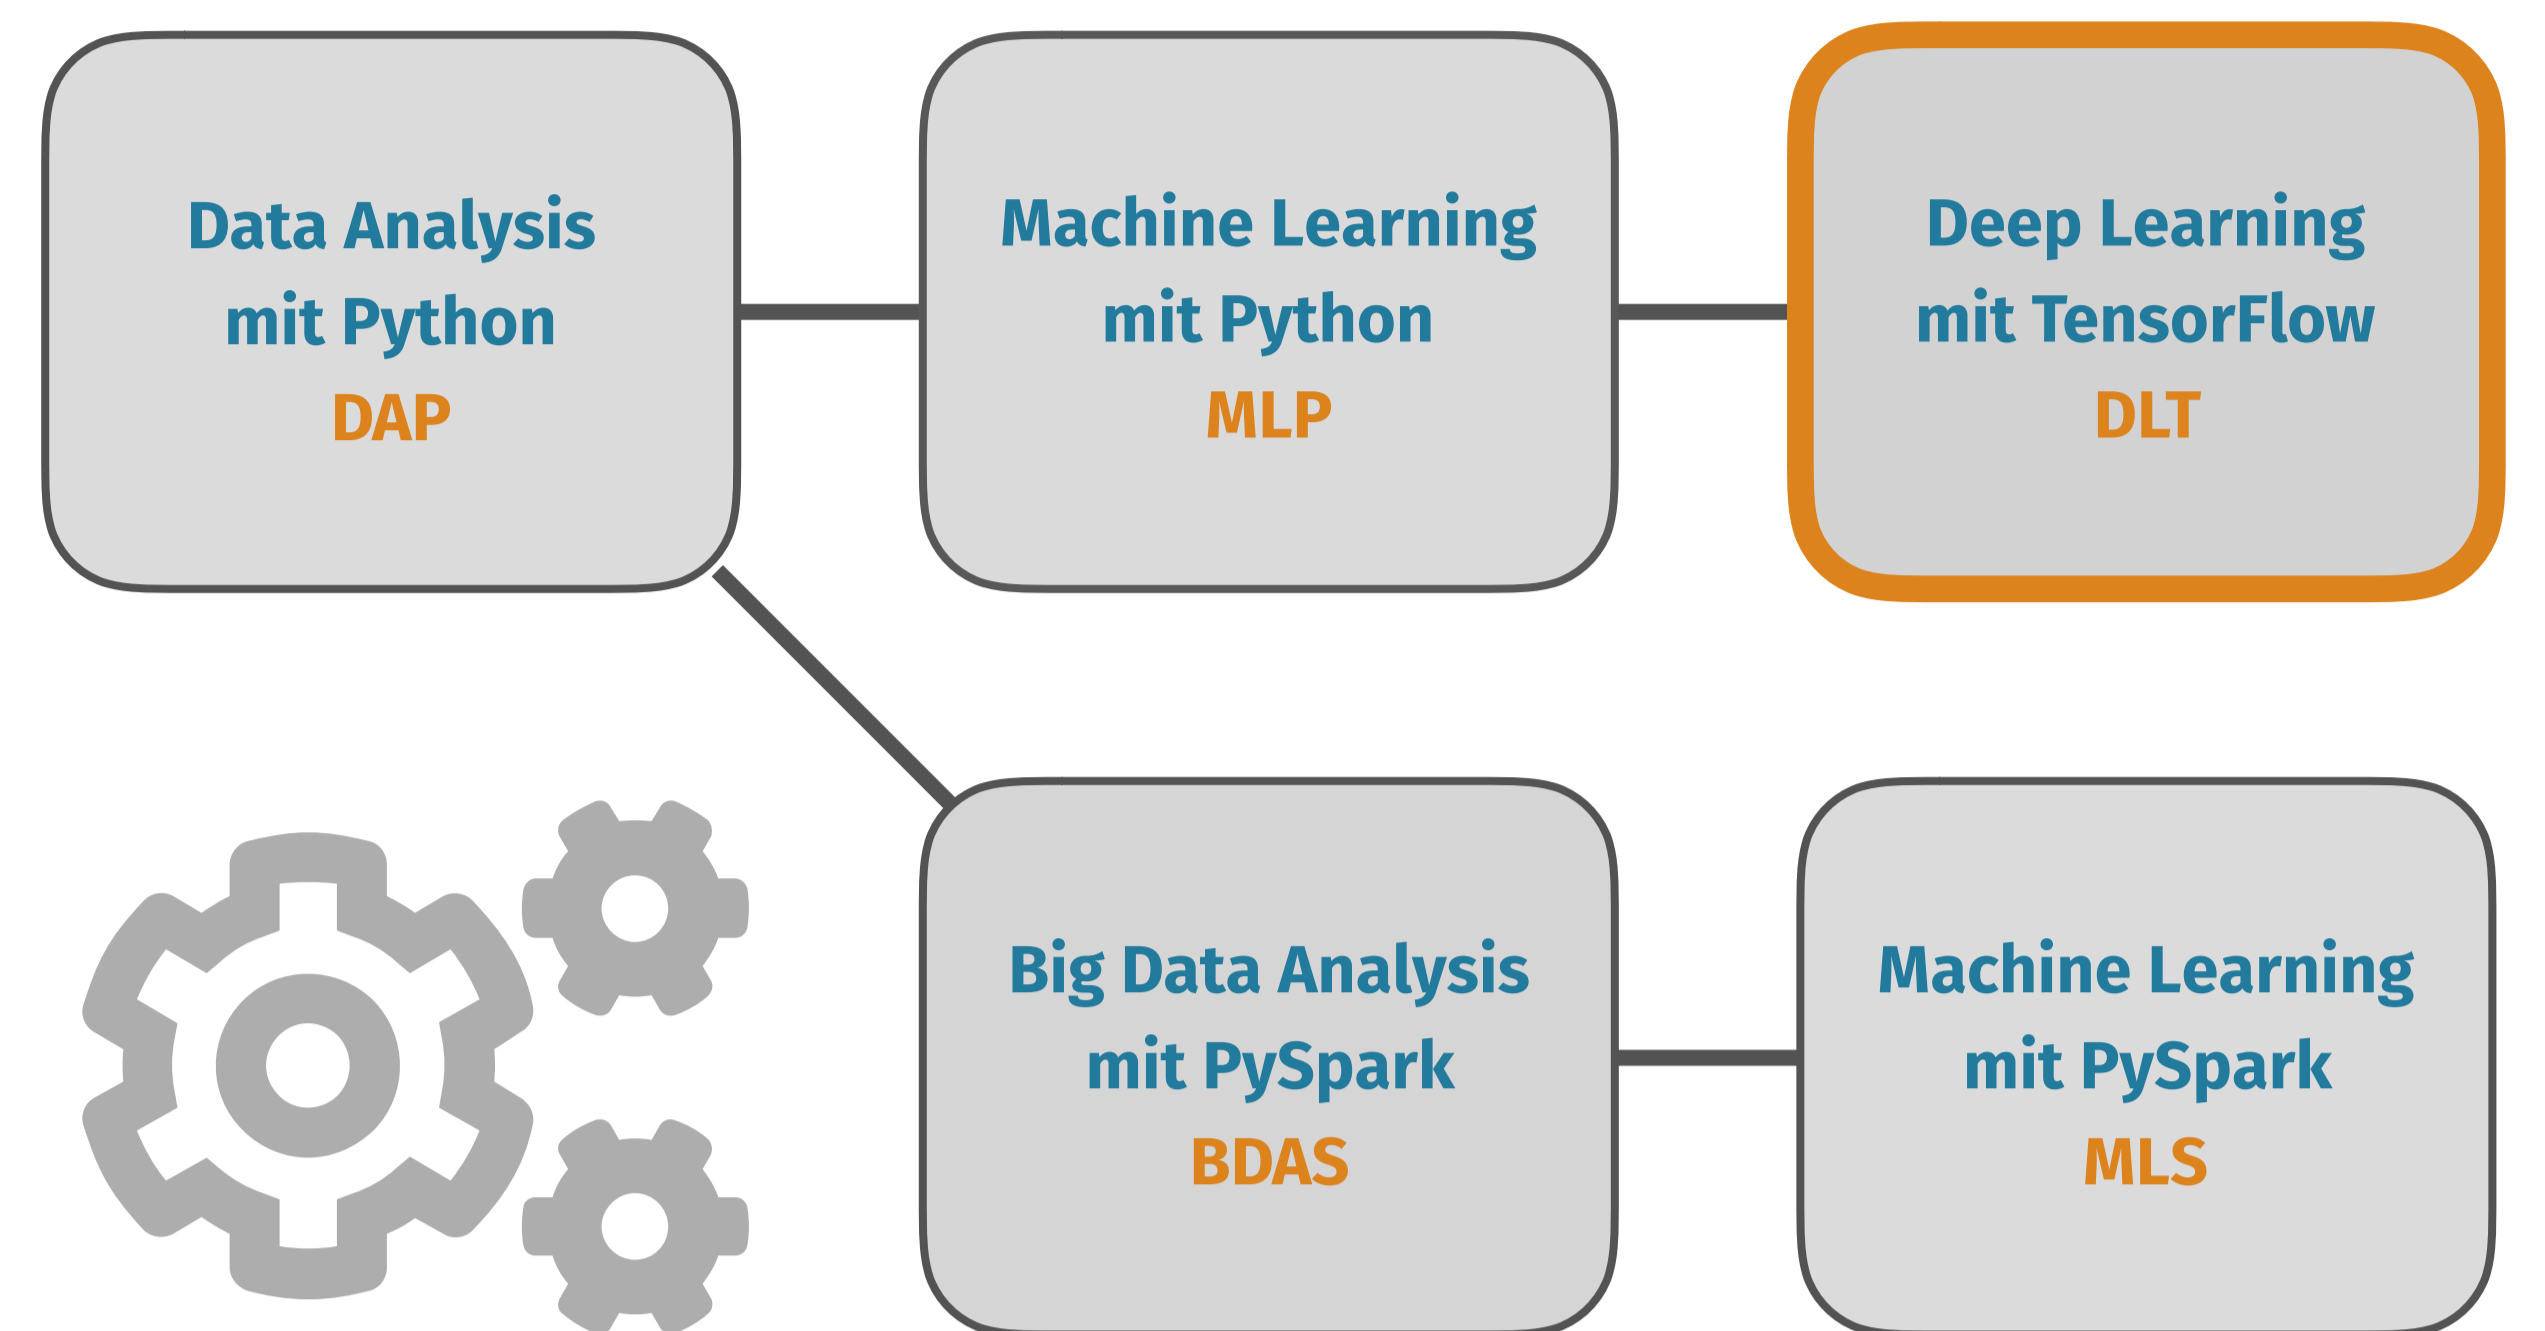 Data Analysis
mit Python
DAP
Machine Learning
mit Python
MLP
Deep Learning
mit TensorFlow
DLT
Big Data Analysis
mit PySpark
BDAS
Machine Learning
mit PySpark
MLS